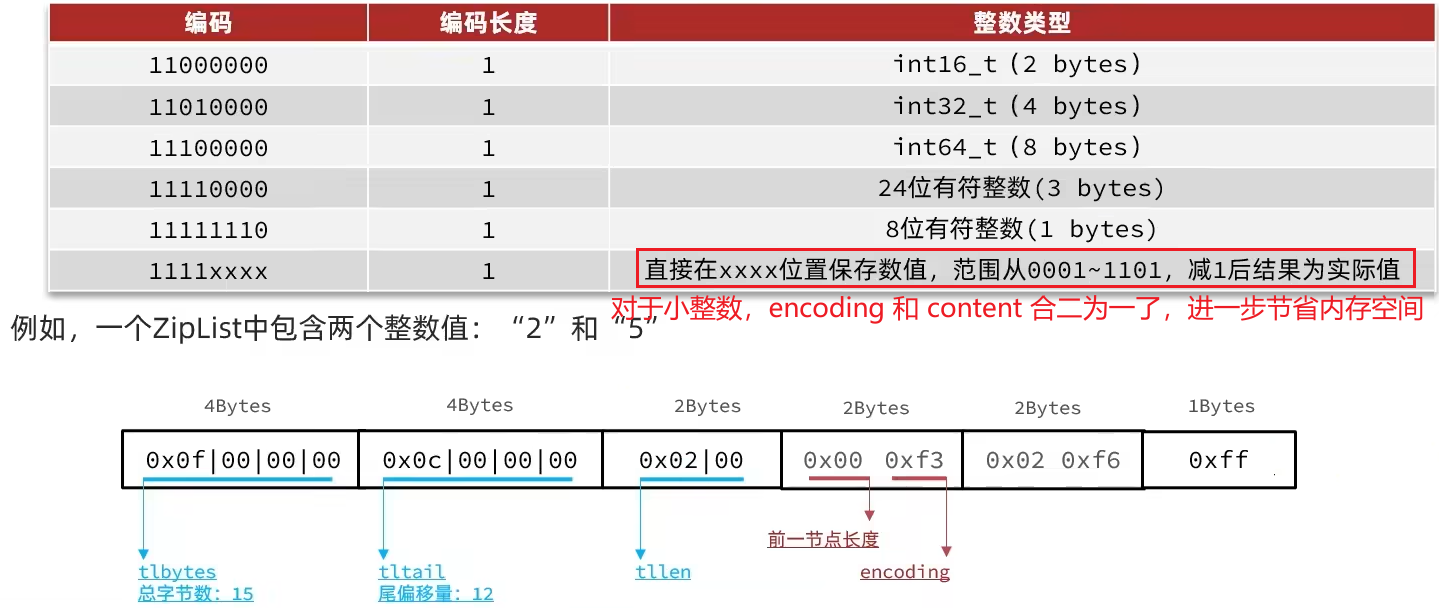 编码 编码长度 整数类型
11000000 1 int16_t (2 bytes)
11010000 1 int32_t (4 bytes)
11100000 1 int64_t (8 bytes)
11110000 1 24位有符整数(3 bytes)
11111110 1 8位有符整数(1 bytes)
1111xxxx 1 直接在xxxx位置保存数值，范围从0001~1101，减1后结果为实际值
对于小整数，encoding 和 content 合二为一了，进一步节省内存空间
例如，一个ZipList中包含两个整数值：“2”和“5”
4Bytes 4Bytes 2Bytes 2Bytes 2Bytes 1Bytes
0x0f|00|00|00 0x0c|00|00|00 0x02|00 0x00 0xf3 0x02 0xf6 0xff
前一节点长度
tlbytes tltail tllen encoding
总字节数：15 尾偏移量：12